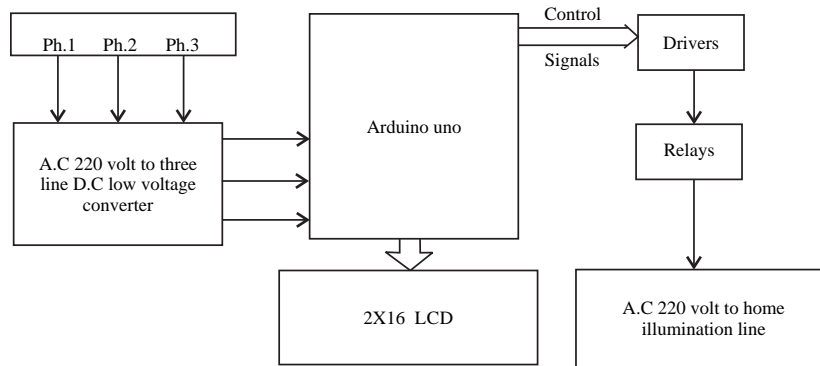 Ph.1 Ph.2 Ph.3
A.C 220 volt to three
line D.C low voltage
converter
Arduino uno
2X16 LCD
Control
Signals
Drivers
Relays
A.C 220 volt to home
illumination line